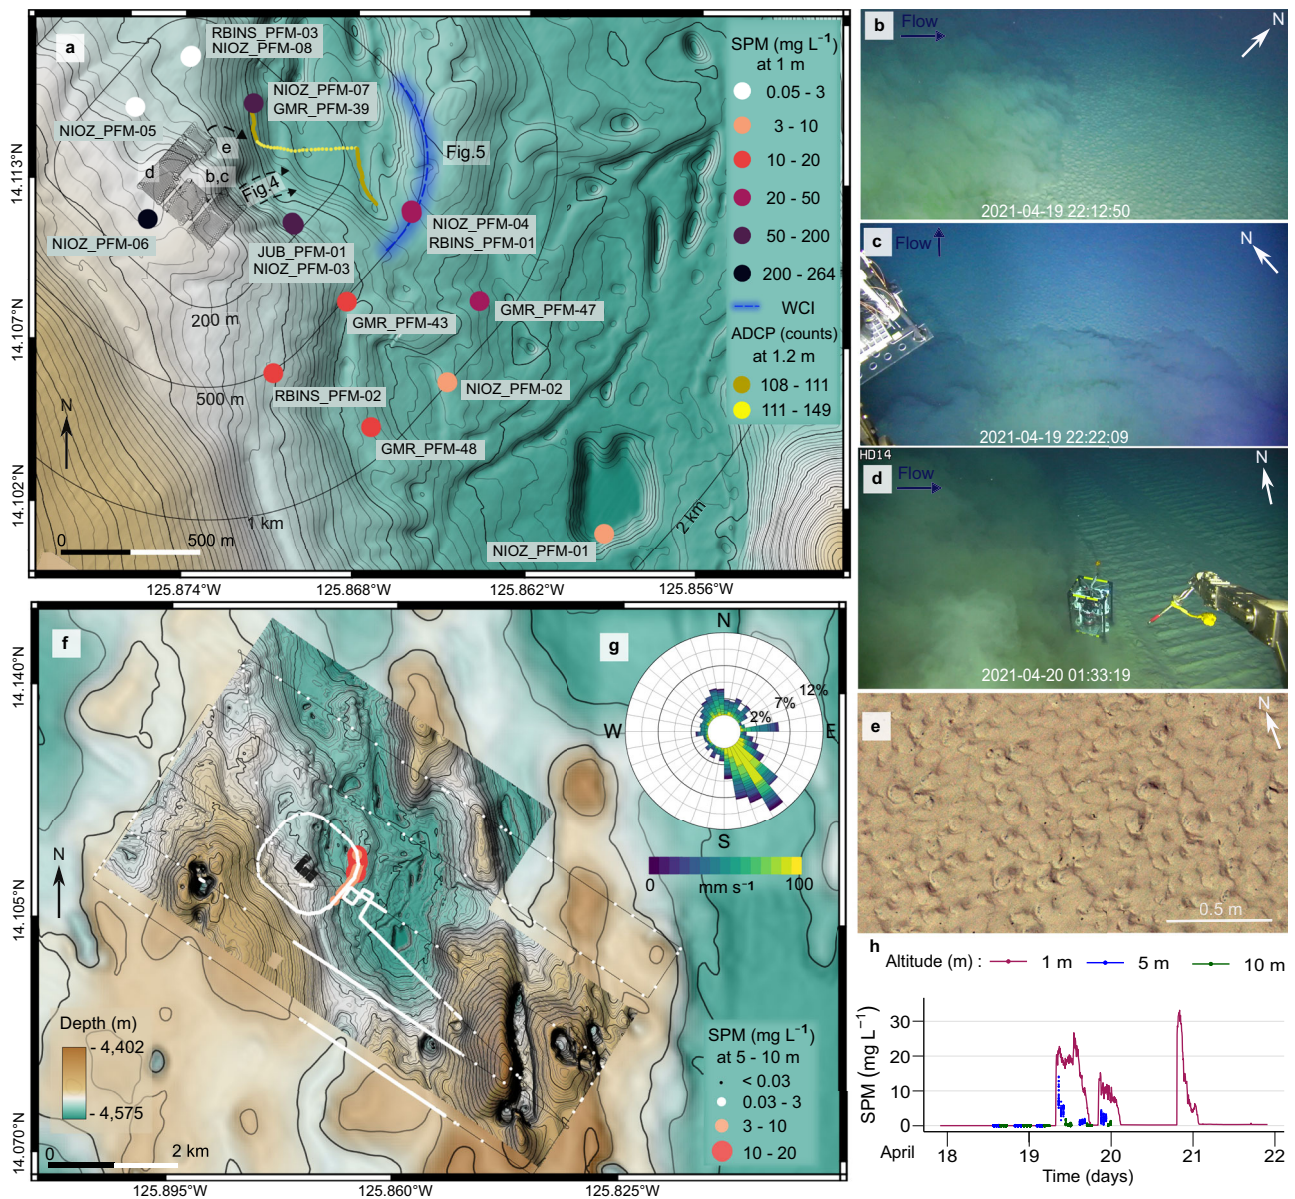 a
RBINS_PFM-03
NIOZ_PFM-08
NIOZ_PFM-07
GMR_PFM-39
NIOZ_PFM-05
e
d
b,c
Fig.4
Fig.5
NIOZ_PFM-06
JUB_PFM-01
NIOZ_PFM-03
NIOZ_PFM-04
RBINS_PFM-01
200 m
GMR_PFM-43
GMR_PFM-47
500 m
RBINS_PFM-02
NIOZ_PFM-02
N
GMR_PFM-48
1 km
2 km
NIOZ_PFM-01
0
500 m
SPM (mg L⁻¹)
at 1 m
0.05 - 3
3 - 10
10 - 20
20 - 50
50 - 200
200 - 264
WCI
ADCP (counts)
at 1.2 m
108 - 111
111 - 149
14.113°N
14.107°N
14.102°N
125.874°W
125.868°W
125.862°W
125.856°W
b
Flow
N
2021-04-19 22:12:50
c
Flow
N
2021-04-19 22:22:09
HD14
d
Flow
N
2021-04-20 01:33:19
e
N
0.5 m
f
N
Depth (m)
- 4,402
- 4,575
0
2 km
SPM (mg L⁻¹)
at 5 - 10 m
< 0.03
0.03 - 3
3 - 10
10 - 20
14.140°N
14.105°N
14.070°N
125.895°W
125.860°W
125.825°W
g
N
12%
7%
2%
W
E
S
0
mm s⁻¹
100
h
Altitude (m) :
1 m
5 m
10 m
SPM (mg L⁻¹)
30
20
10
0
April
18
19
20
21
22
Time (days)